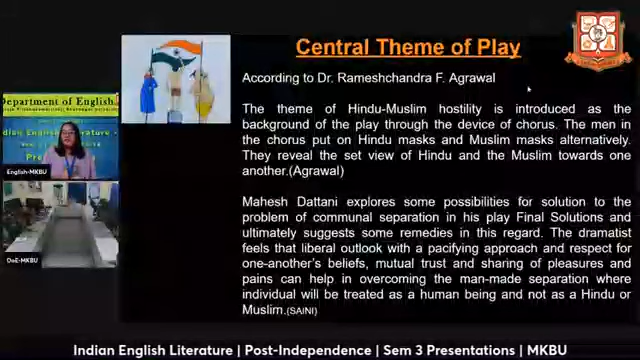 Central Theme of Play
According to Dr. Rameshchandra F. Agrawal
The theme of Hindu-Muslim hostility is introduced as the
background of the play through the device of chorus. The men in
the chorus put on Hindu masks and Muslim masks alternatively.
They reveal the set view of Hindu and the Muslim towards one
another.(Agrawal)
Mahesh Dattani explores some possibilities for solution to the
problem of communal separation in his play Final Solutions and
ultimately suggests some remedies in this regard. The dramatist
feels that liberal outlook with a pacifying approach and respect for
one-another's beliefs, mutual trust and sharing of pleasures and
pains can help in overcoming the man-made separation where
individual will be treated as a human being and not as a Hindu or
Muslim.(SAINI)
Department of English
English-MKBU
DoE-MKBU
Indian English Literature | Post-Independence | Sem 3 Presentations | MKBU